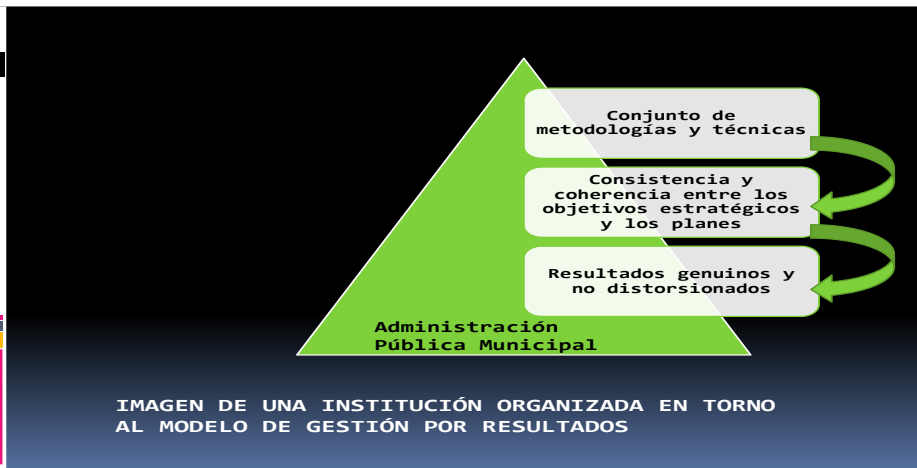 Conjunto de
metodologías y técnicas
Consistencia y
coherencia entre los
objetivos estratégicos
y los planes
Resultados genuinos y
no distorsionados
Administración
Pública Municipal
IMAGEN DE UNA INSTITUCIÓN ORGANIZADA EN TORNO
AL MODELO DE GESTIÓN POR RESULTADOS